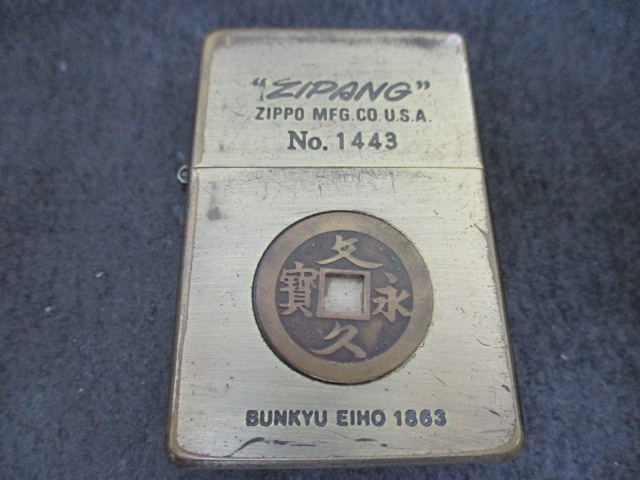 "ZIPANG"
ZIPPO MFG.CO.U.S.A.
No. 1443
文
寳 永
久
BUNKYU EIHO 1863